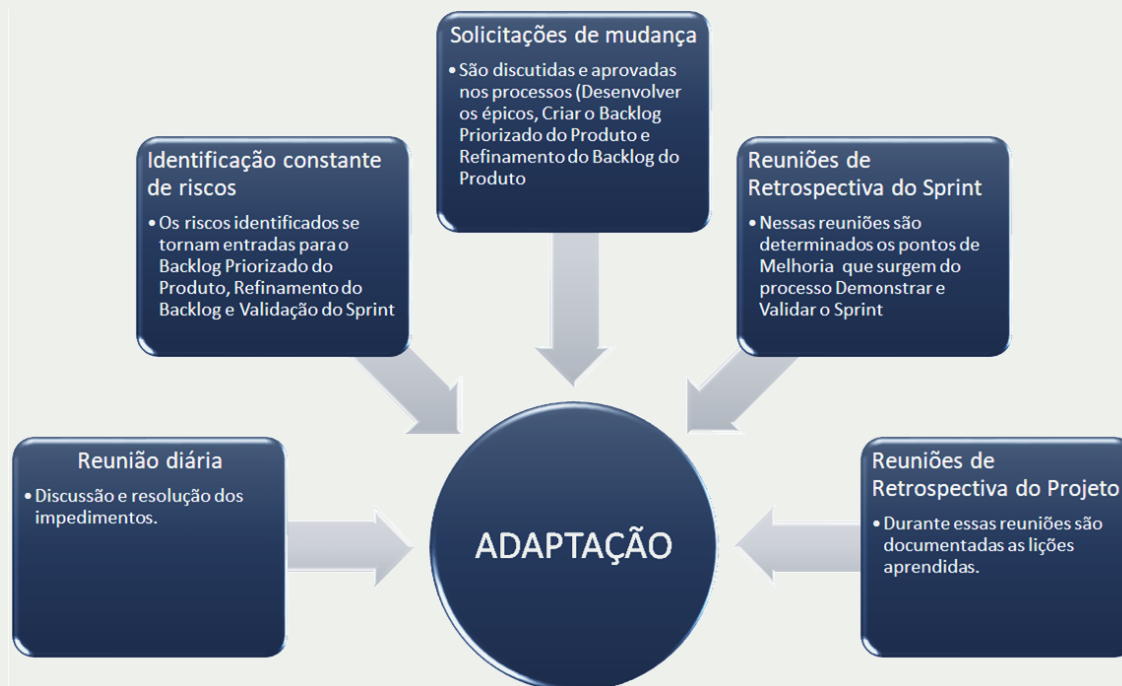 Solicitações de mudança
• São discutidas e aprovadas
nos processos (Desenvolver
os épicos, Criar o Backlog
Priorizado do Produto e
Refinamento do Backlog do
Produto
Identificação constante
de riscos
• Os riscos identificados se
tornam entradas para o
Backlog Priorizado do
Produto, Refinamento do
Backlog e Validação do Sprint
Reuniões de
Retrospectiva do Sprint
• Nessas reuniões são
determinados os pontos de
Melhoria que surgem do
processo Demonstrar e
Validar o Sprint
Reunião diária
• Discussão e resolução dos
impedimentos.
ADAPTAÇÃO
Reuniões de
Retrospectiva do Projeto
• Durante essas reuniões são
documentadas as lições
aprendidas.